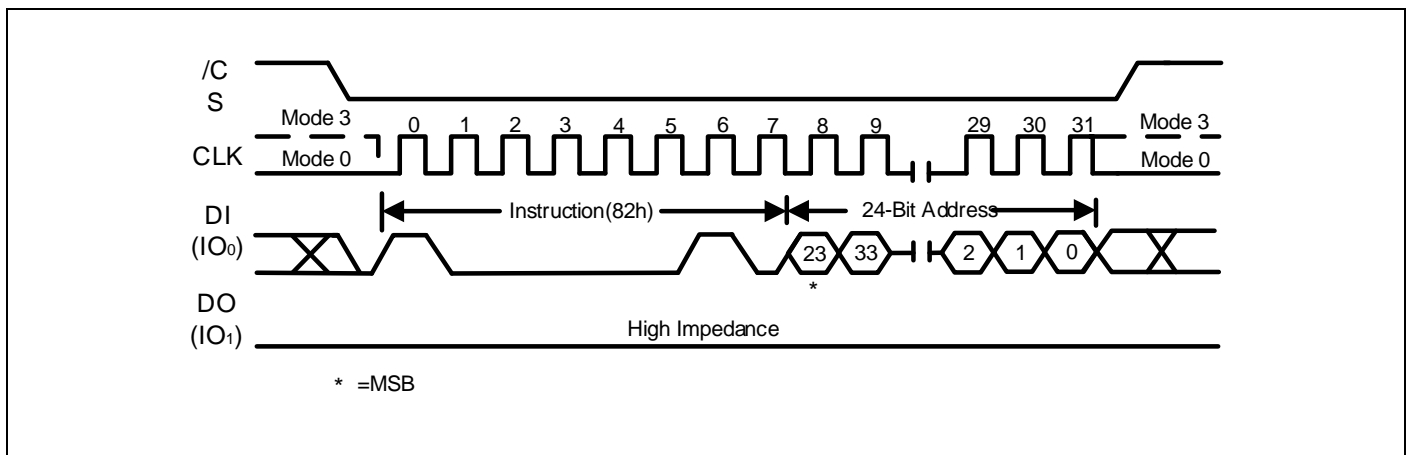 /C
S
Mode 3
0 1 2 3 4 5 6 7 8 9 29 30 31
Mode 3
CLK
Mode 0
Mode 0
DI
(IO0)
Instruction(82h)
24-Bit Address
23 33 2 1 0
*
DO
(IO1)
High Impedance
* =MSB